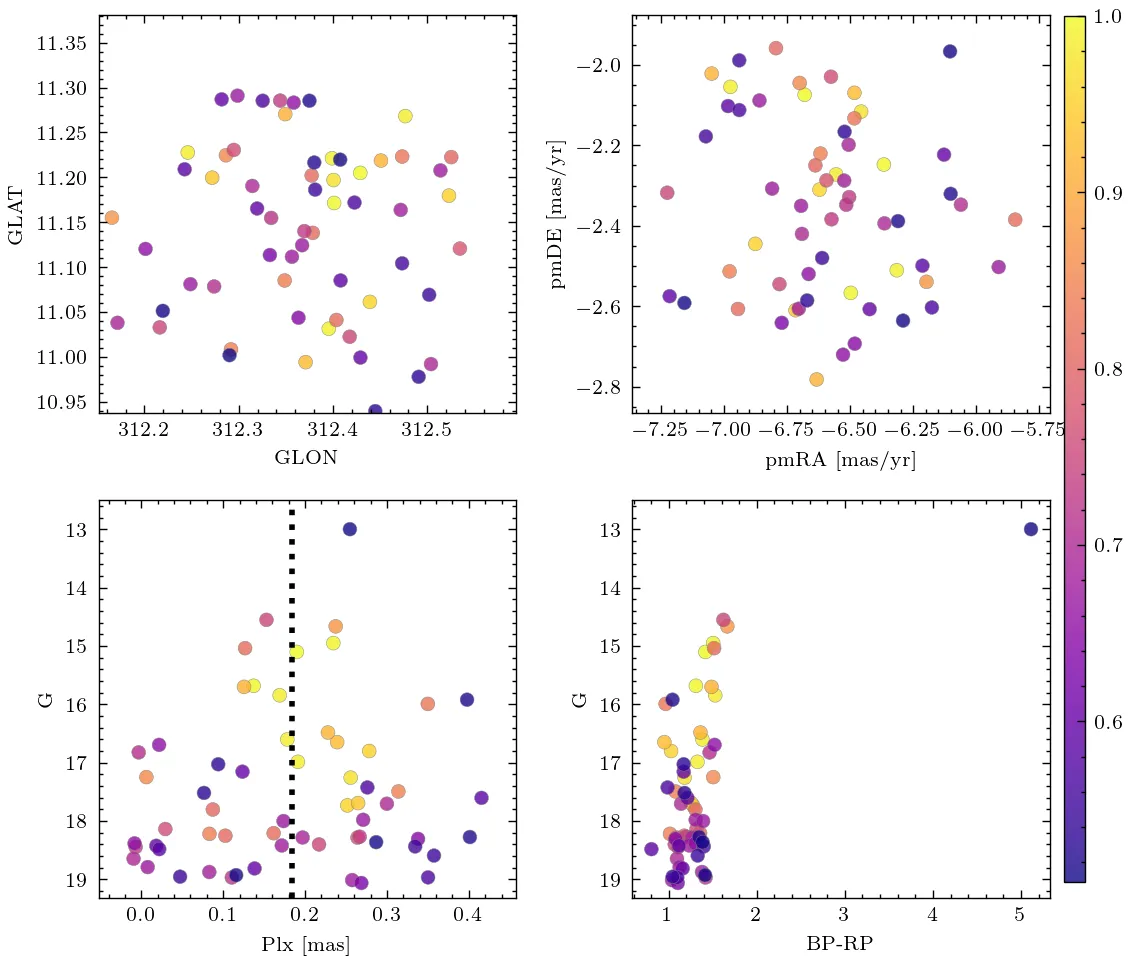 11.35
11.30
11.25
11.20
11.15
11.10
11.05
11.00
10.95
GLAT
312.2 312.3 312.4 312.5
GLON
−2.0
−2.2
−2.4
−2.6
−2.8
pmDE [mas/yr]
−7.25 −7.00 −6.75 −6.50 −6.25 −6.00 −5.75
pmRA [mas/yr]
1.0
0.9
0.8
0.7
0.6
13
14
15
16
17
18
19
G
0.0 0.1 0.2 0.3 0.4
Plx [mas]
13
14
15
16
17
18
19
G
1 2 3 4 5
BP-RP